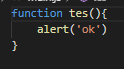 function tes(){
    alert('ok')
}